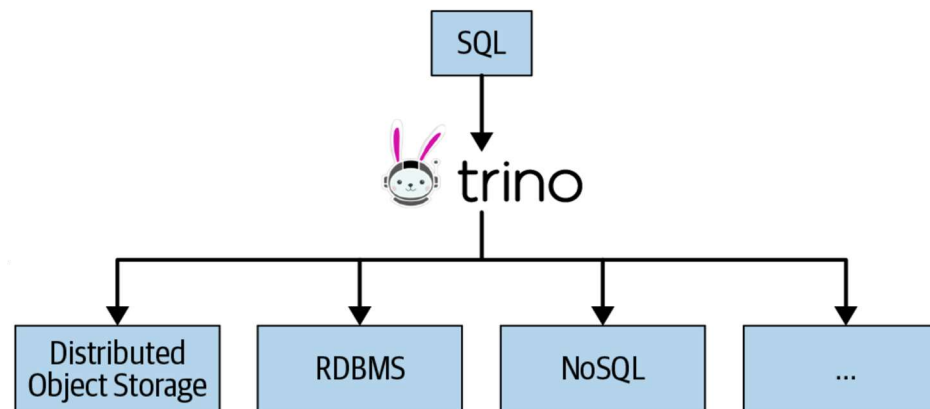 SQL
trino
Distributed
Object Storage
RDBMS
NoSQL
...